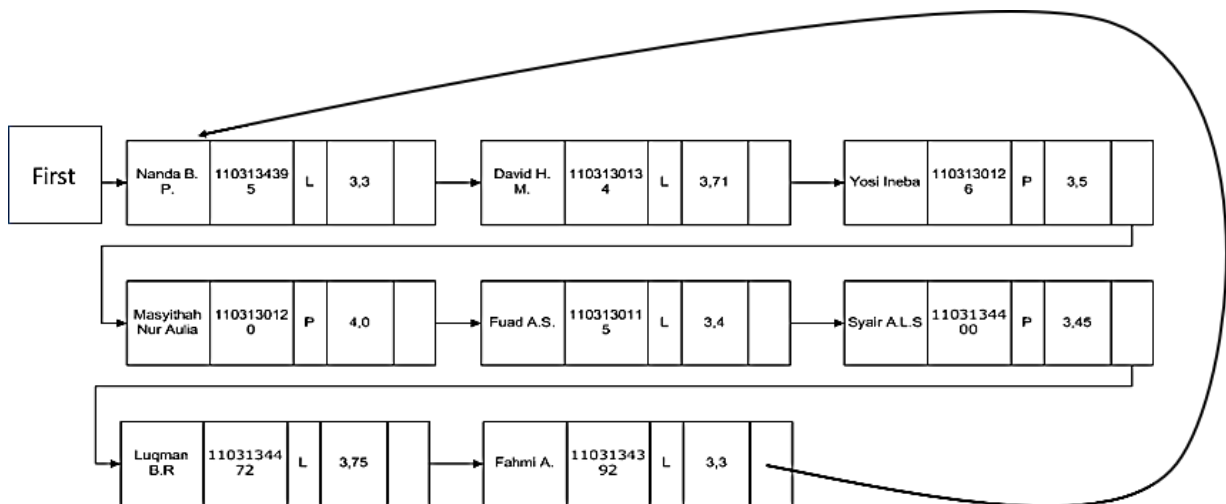 First
Nanda B.
P.
110313439
5
L
3,3
David H.
M.
110313013
4
L
3,71
Yosi Ineba
110313012
6
P
3,5
Masyithah
Nur Aulia
110313012
0
P
4,0
Fuad A.S.
110313011
5
L
3,4
Syair A.L.S
11031344
00
P
3,45
Luqman
B.R
11031344
72
L
3,75
Fahmi A.
11031343
92
L
3,3